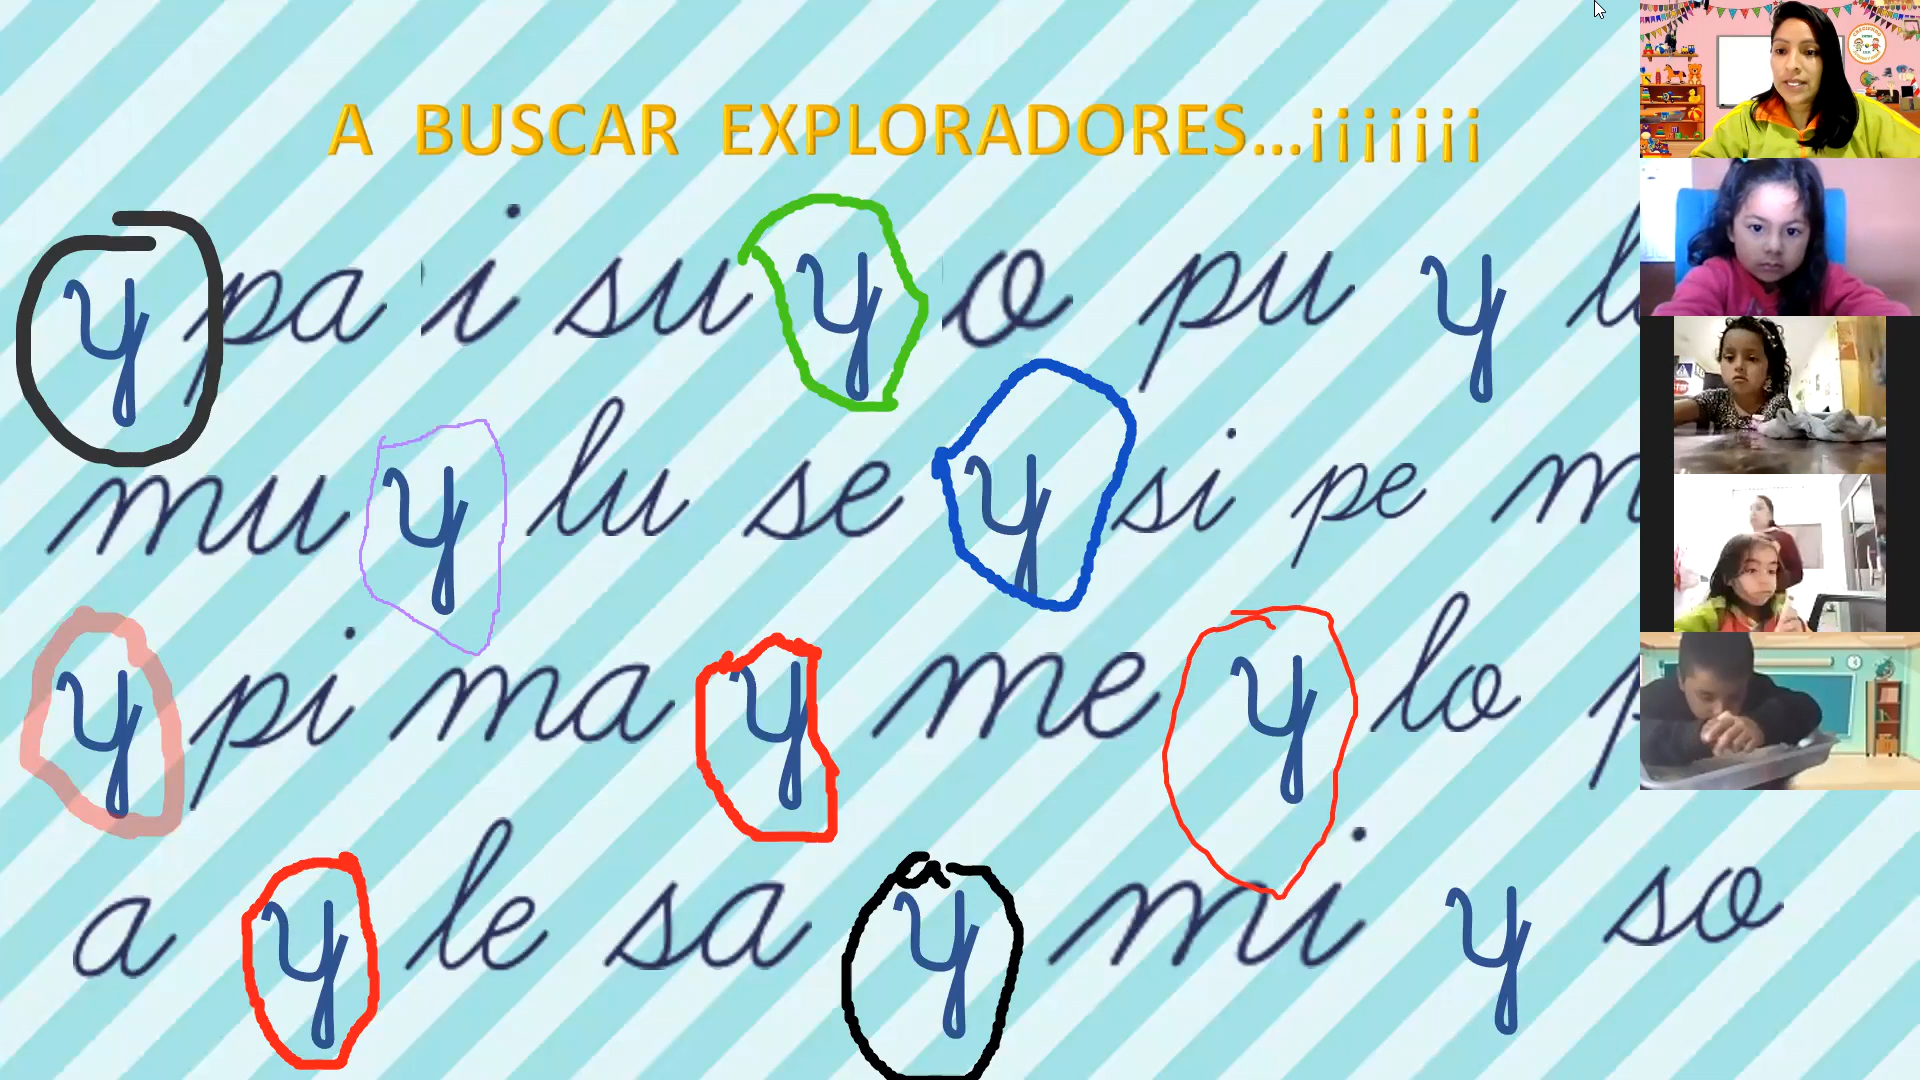 A BUSCAR EXPLORADORES...¡¡¡¡¡¡¡
y pa i su y o pu y
mu y lu se y si pe
y pi ma y me y lo
a y le sa y mi y so